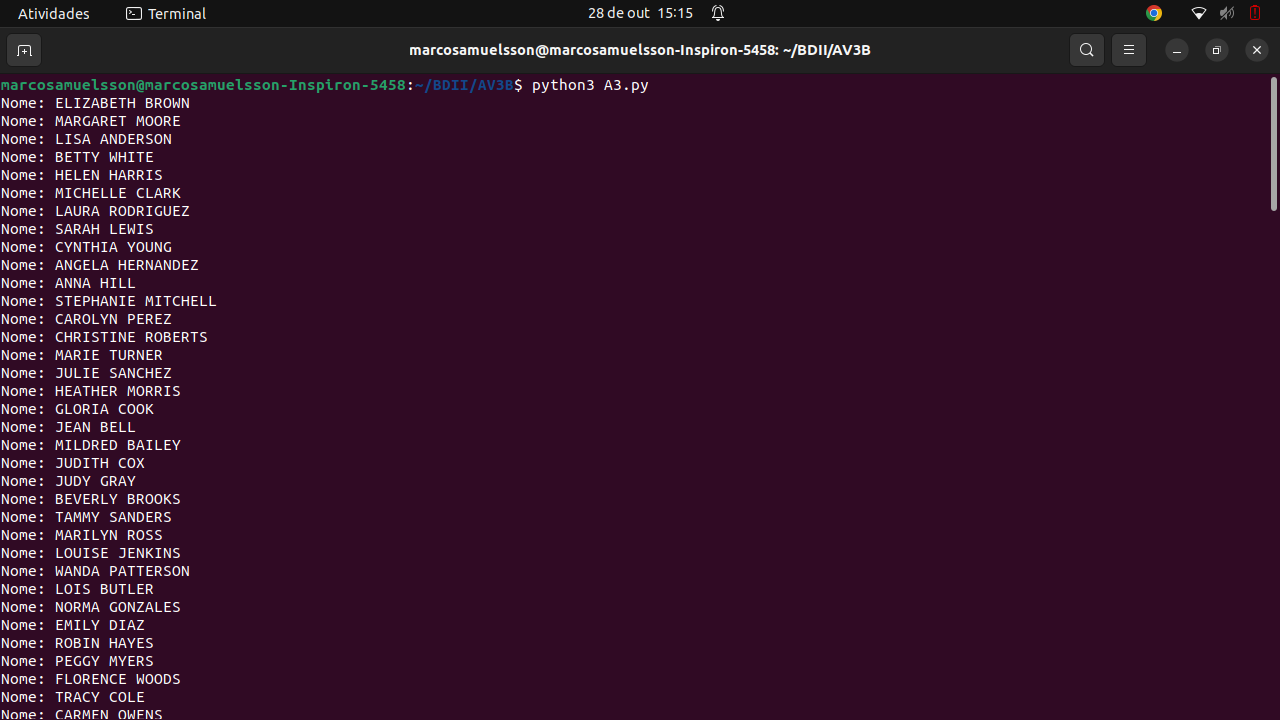 Atividades Terminal 28 de out 15:15
marcosamuelsson@marcosamuelsson-Inspiron-5458: ~/BDII/AV3B
marcosamuelsson@marcosamuelsson-Inspiron-5458:~/BDII/AV3B$ python3 A3.py
Nome: ELIZABETH BROWN
Nome: MARGARET MOORE
Nome: LISA ANDERSON
Nome: BETTY WHITE
Nome: HELEN HARRIS
Nome: MICHELLE CLARK
Nome: LAURA RODRIGUEZ
Nome: SARAH LEWIS
Nome: CYNTHIA YOUNG
Nome: ANGELA HERNANDEZ
Nome: ANNA HILL
Nome: STEPHANIE MITCHELL
Nome: CAROLYN PEREZ
Nome: CHRISTINE ROBERTS
Nome: MARIE TURNER
Nome: JULIE SANCHEZ
Nome: HEATHER MORRIS
Nome: GLORIA COOK
Nome: JEAN BELL
Nome: MILDRED BAILEY
Nome: JUDITH COX
Nome: JUDY GRAY
Nome: BEVERLY BROOKS
Nome: TAMMY SANDERS
Nome: MARILYN ROSS
Nome: LOUISE JENKINS
Nome: WANDA PATTERSON
Nome: LOIS BUTLER
Nome: NORMA GONZALES
Nome: EMILY DIAZ
Nome: ROBIN HAYES
Nome: PEGGY MYERS
Nome: FLORENCE WOODS
Nome: TRACY COLE
Nome: CARMEN OWENS